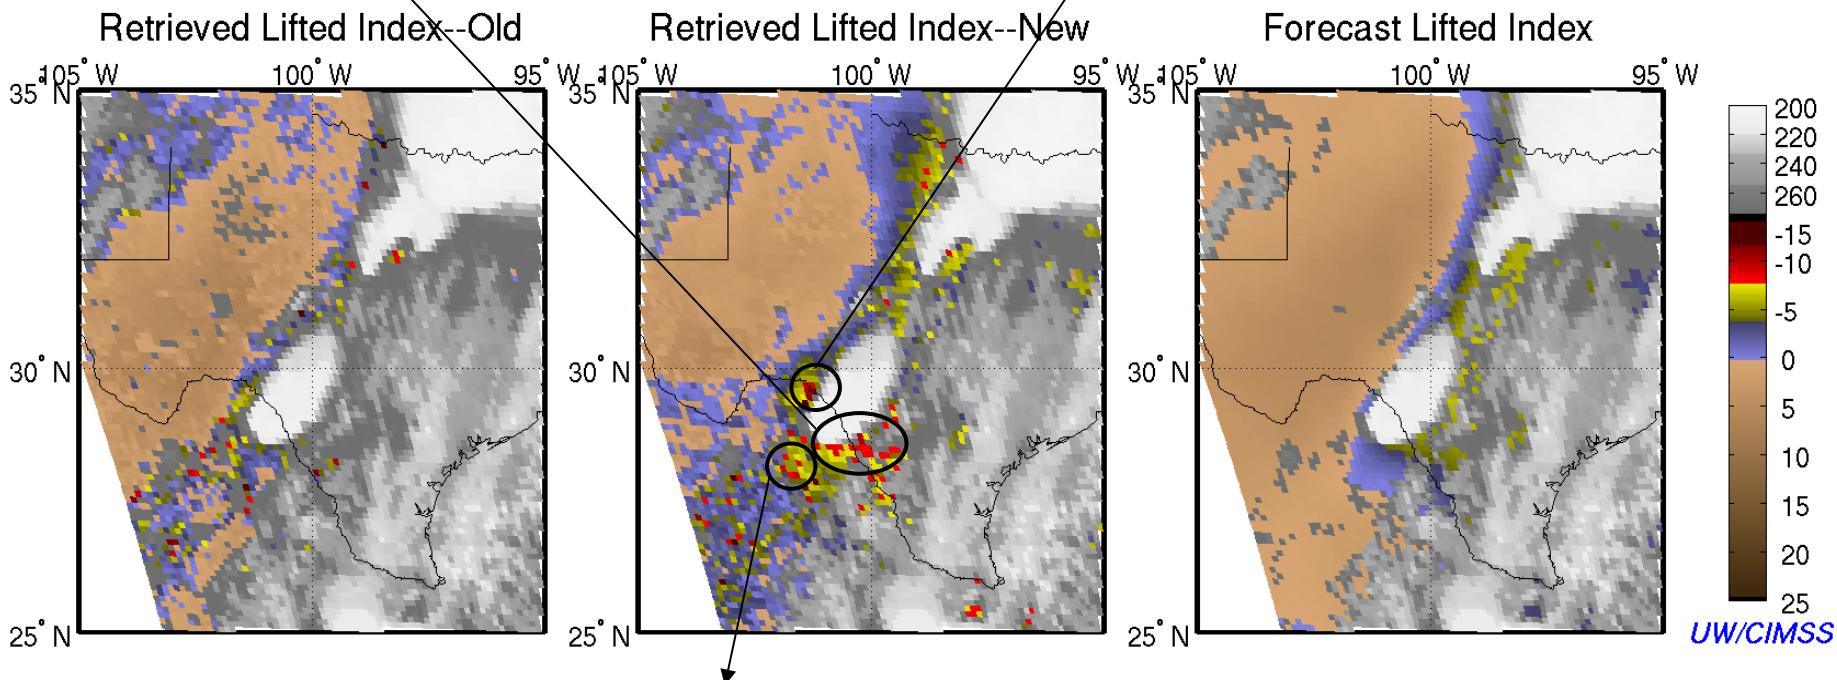 Retrieved Lifted Index--Old
Retrieved Lifted Index--New
Forecast Lifted Index
105° W 100° W 95° W
105° W 100° W 95° W
105° W 100° W 95° W
35° N
30° N
25° N
35° N
30° N
25° N
35° N
30° N
25° N
200
220
240
260
-15
-10
-5
0
5
10
15
20
25
UW/CIMSS